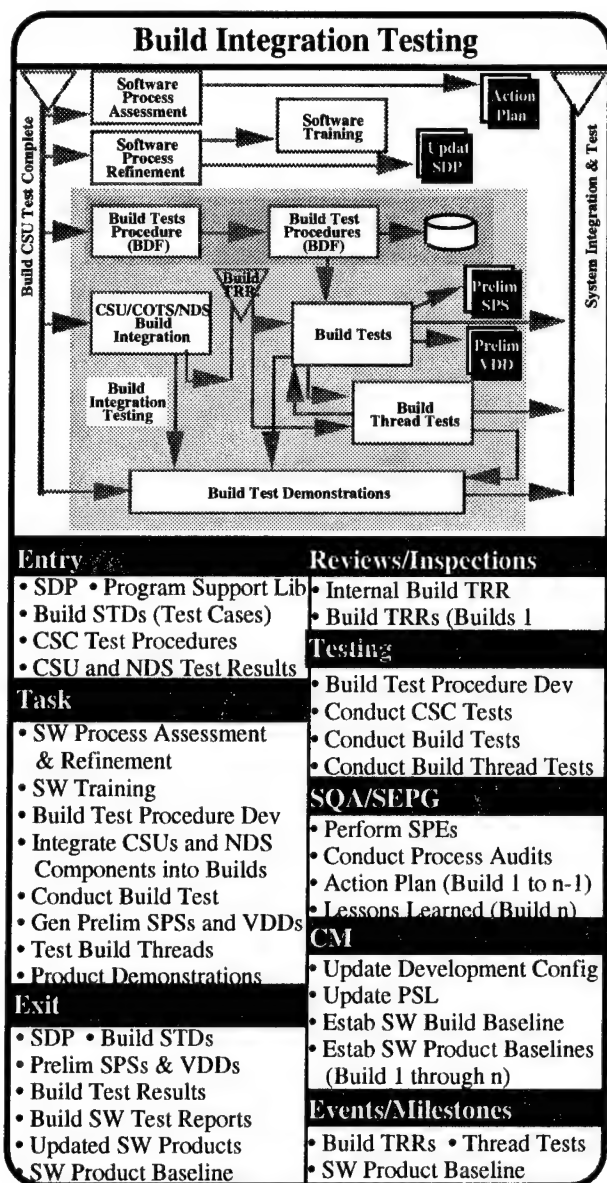 Build Integration Testing
Build CSU Test Complete
Software
Process
Assessment
Action
Plan
Software
Training
Software
Process
Refinement
Updat
SDP
System Integration & Test
Build Tests
Procedure
(BDF)
Build Test
Procedures
(BDF)
Build
TRR
Prelim
SPS
CSU/COTS/NDS
Build
Integration
Build Tests
Prelim
VDD
Build
Integration
Testing
Build
Thread Tests
Build Test Demonstrations
Entry
• SDP • Program Support Lib
• Build STDs (Test Cases)
• CSC Test Procedures
• CSU and NDS Test Results
Task
• SW Process Assessment
& Refinement
• SW Training
• Build Test Procedure Dev
• Integrate CSUs and NDS
Components into Builds
• Conduct Build Test
• Gen Prelim SPSs and VDDs
• Test Build Threads
• Product Demonstrations
Exit
• SDP • Build STDs
• Prelim SPSs & VDDs
• Build Test Results
• Build SW Test Reports
• Updated SW Products
• SW Product Baseline
Reviews/Inspections
• Internal Build TRR
• Build TRRs (Builds 1
Testing
• Build Test Procedure Dev
• Conduct CSC Tests
• Conduct Build Tests
• Conduct Build Thread Tests
SQA/SEPG
• Perform SPEs
• Conduct Process Audits
• Action Plan (Build 1 to n-1)
• Lessons Learned (Build n)
CM
• Update Development Config
• Update PSL
• Estab SW Build Baseline
• Estab SW Product Baselines
(Build 1 through n)
Events/Milestones
• Build TRRs • Thread Tests
• SW Product Baseline